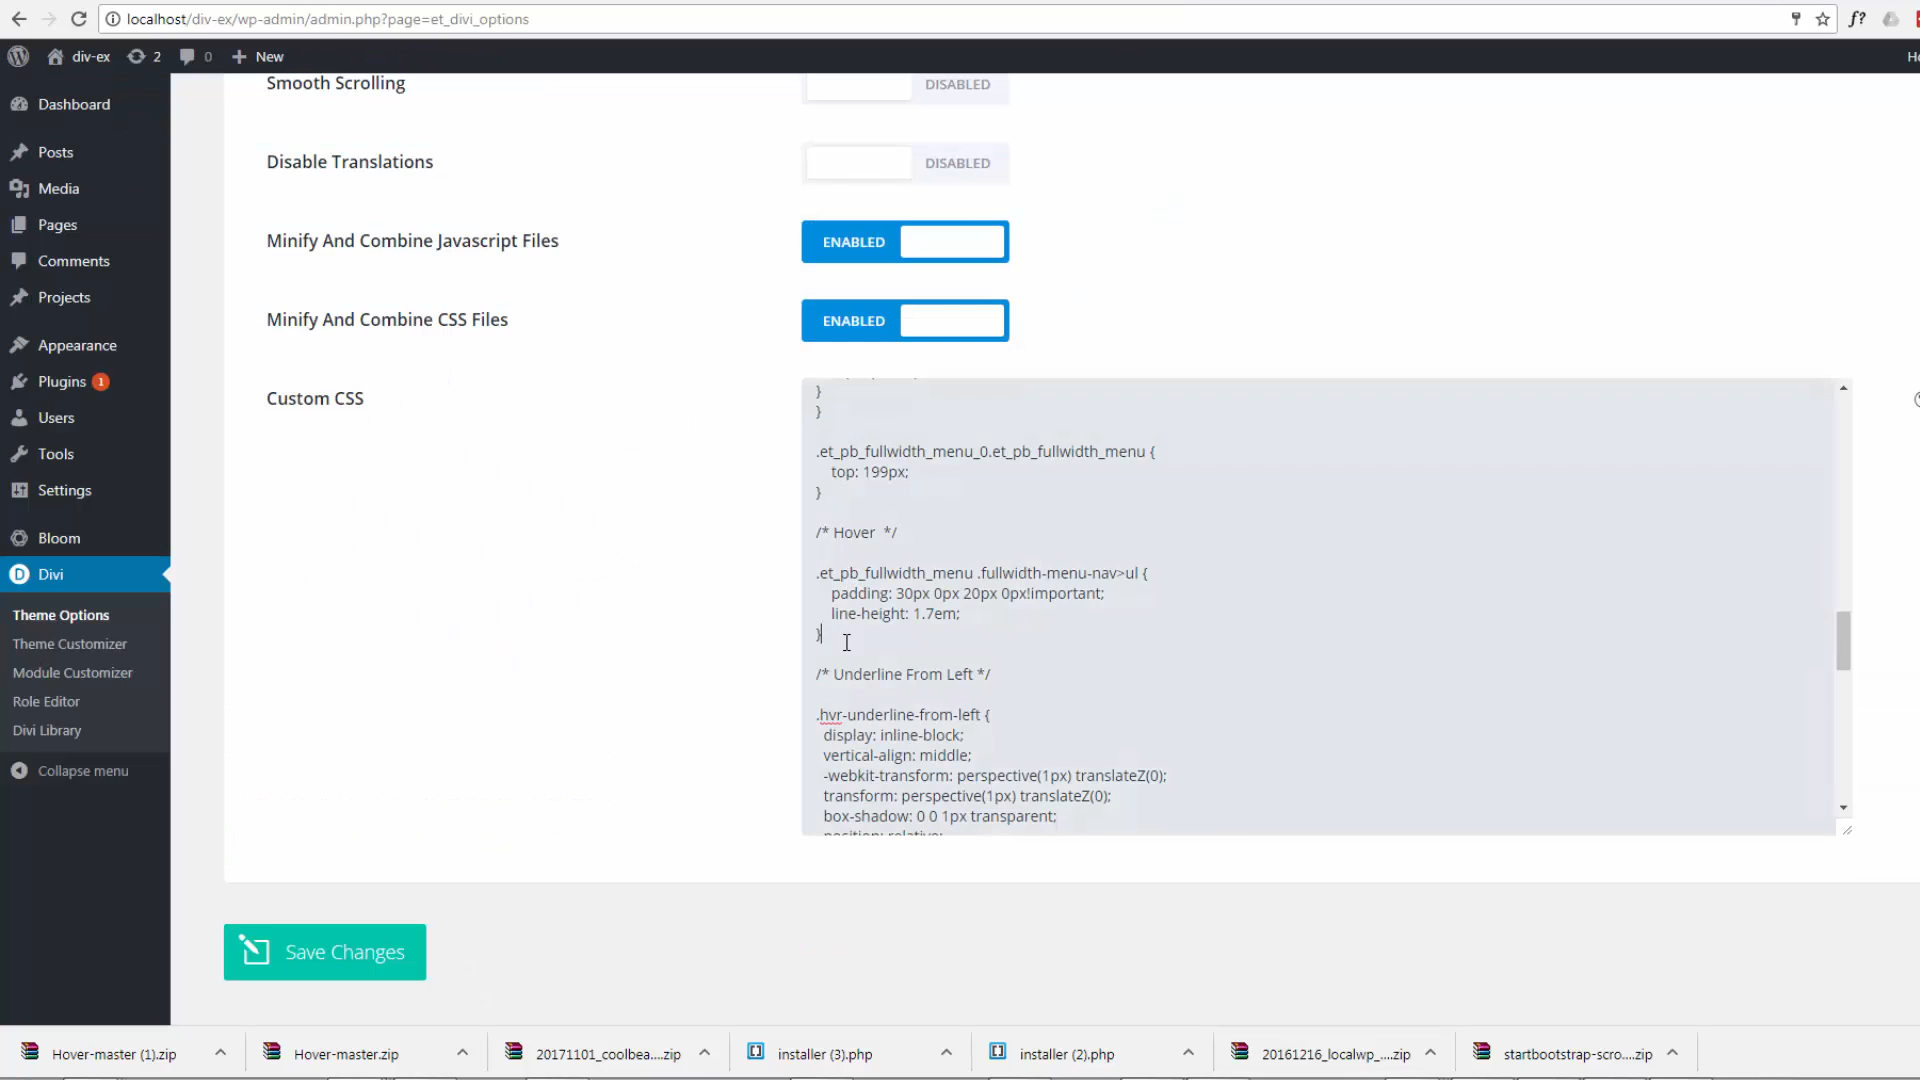 localhost/div-ex/wp-admin/admin.php?page=et_divi_options
f?
div-ex 2 0 New
Dashboard
Posts
Media
Pages
Comments
Projects
Appearance
Plugins 1
Users
Tools
Settings
Bloom
D Divi
Theme Options
Theme Customizer
Module Customizer
Role Editor
Divi Library
Collapse menu
Smooth Scrolling
DISABLED
Disable Translations
DISABLED
Minify And Combine Javascript Files
ENABLED
Minify And Combine CSS Files
ENABLED
Custom CSS
}
}
.et_pb_fullwidth_menu_0.et_pb_fullwidth_menu {
top: 199px;
}
/* Hover  */
.et_pb_fullwidth_menu .fullwidth-menu-nav>ul {
padding: 30px 0px 20px 0px!important;
line-height: 1.7em;
}
/* Underline From Left */
.hvr-underline-from-left {
display: inline-block;
vertical-align: middle;
-webkit-transform: perspective(1px) translateZ(0);
transform: perspective(1px) translateZ(0);
box-shadow: 0 0 1px transparent;
position: relative;
Save Changes
Hover-master (1).zip
Hover-master.zip
20171101_coolbea....zip
installer (3).php
installer (2).php
20161216_localwp_....zip
startbootstrap-scro....zip